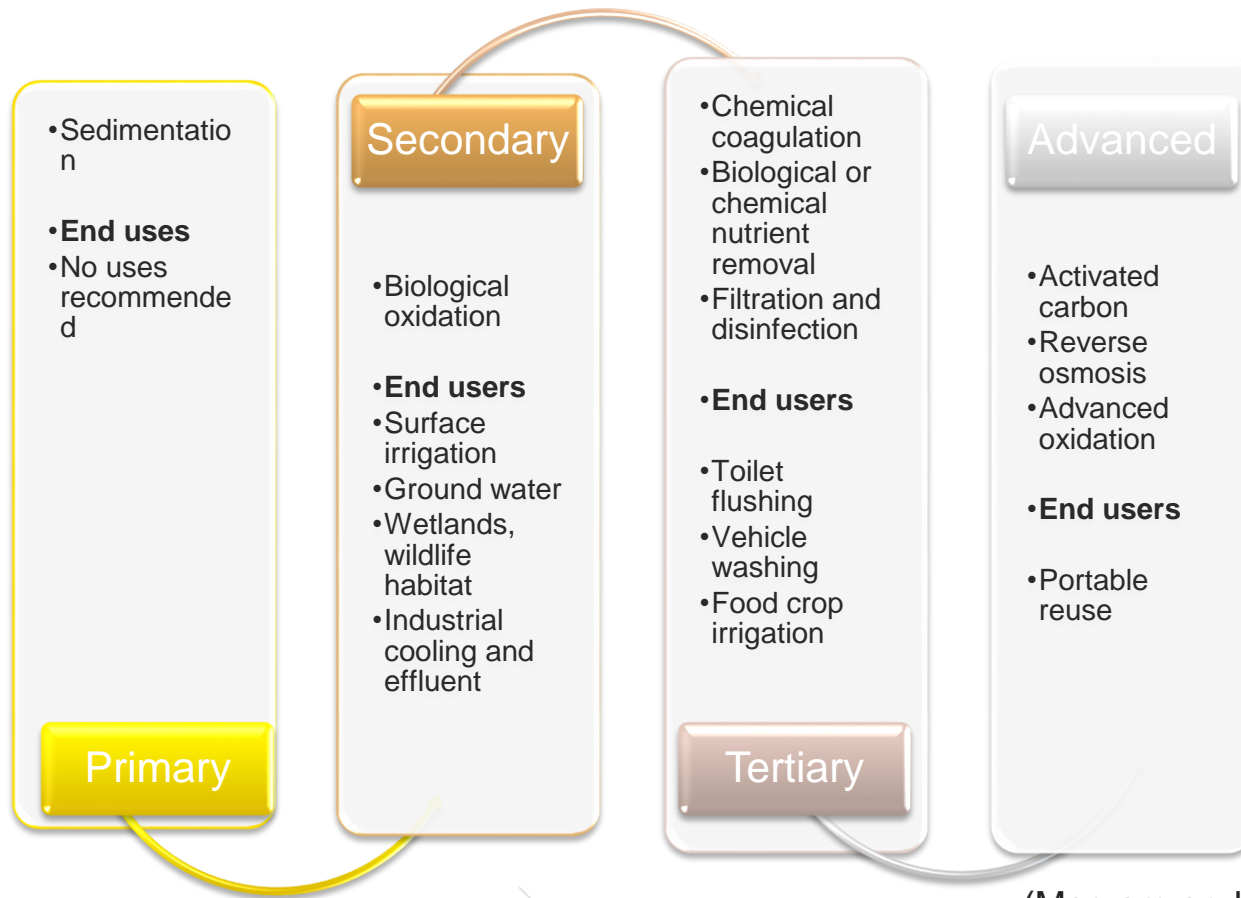 •Sedimentatio
n
•End uses
•No uses
recommende
d
Primary
Secondary
•Biological
oxidation
•End users
•Surface
irrigation
•Ground water
•Wetlands,
wildlife
habitat
•Industrial
cooling and
effluent
•Chemical
coagulation
•Biological or
chemical
nutrient
removal
•Filtration and
disinfection
•End users
•Toilet
flushing
•Vehicle
washing
•Food crop
irrigation
Tertiary
Advanced
•Activated
carbon
•Reverse
osmosis
•Advanced
oxidation
•End users
•Portable
reuse